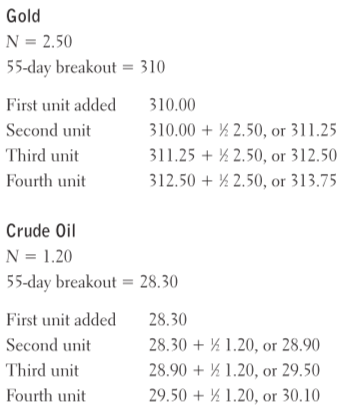 Gold
N = 2.50
55-day breakout = 310
First unit added 310.00
Second unit 310.00 + ½ 2.50, or 311.25
Third unit 311.25 + ½ 2.50, or 312.50
Fourth unit 312.50 + ½ 2.50, or 313.75
Crude Oil
N = 1.20
55-day breakout = 28.30
First unit added 28.30
Second unit 28.30 + ½ 1.20, or 28.90
Third unit 28.90 + ½ 1.20, or 29.50
Fourth unit 29.50 + ½ 1.20, or 30.10